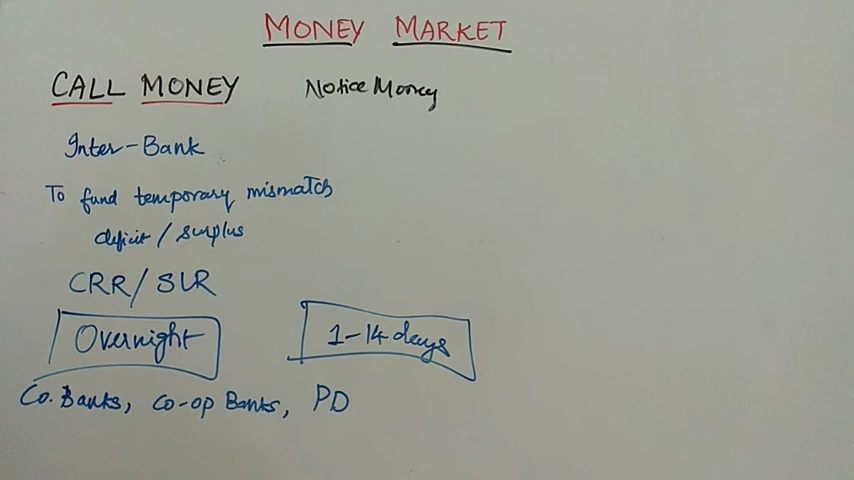 MONEY MARKET
CALL MONEY Notice Money
Inter-Bank
To fund temporary mismatch
deficit / surplus
CRR/ SLR
Overnight 1-14 days
Co. Banks, Co-op Banks, PD